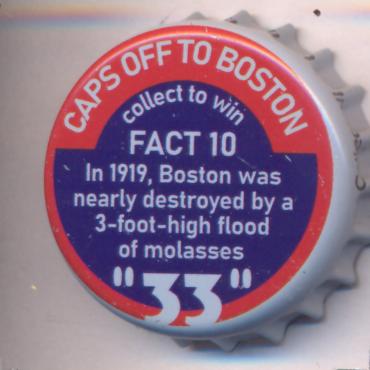 CAPS OFF TO BOSTON
collect to win
FACT 10
In 1919, Boston was
nearly destroyed by a
3-foot-high flood
of molasses
"33"